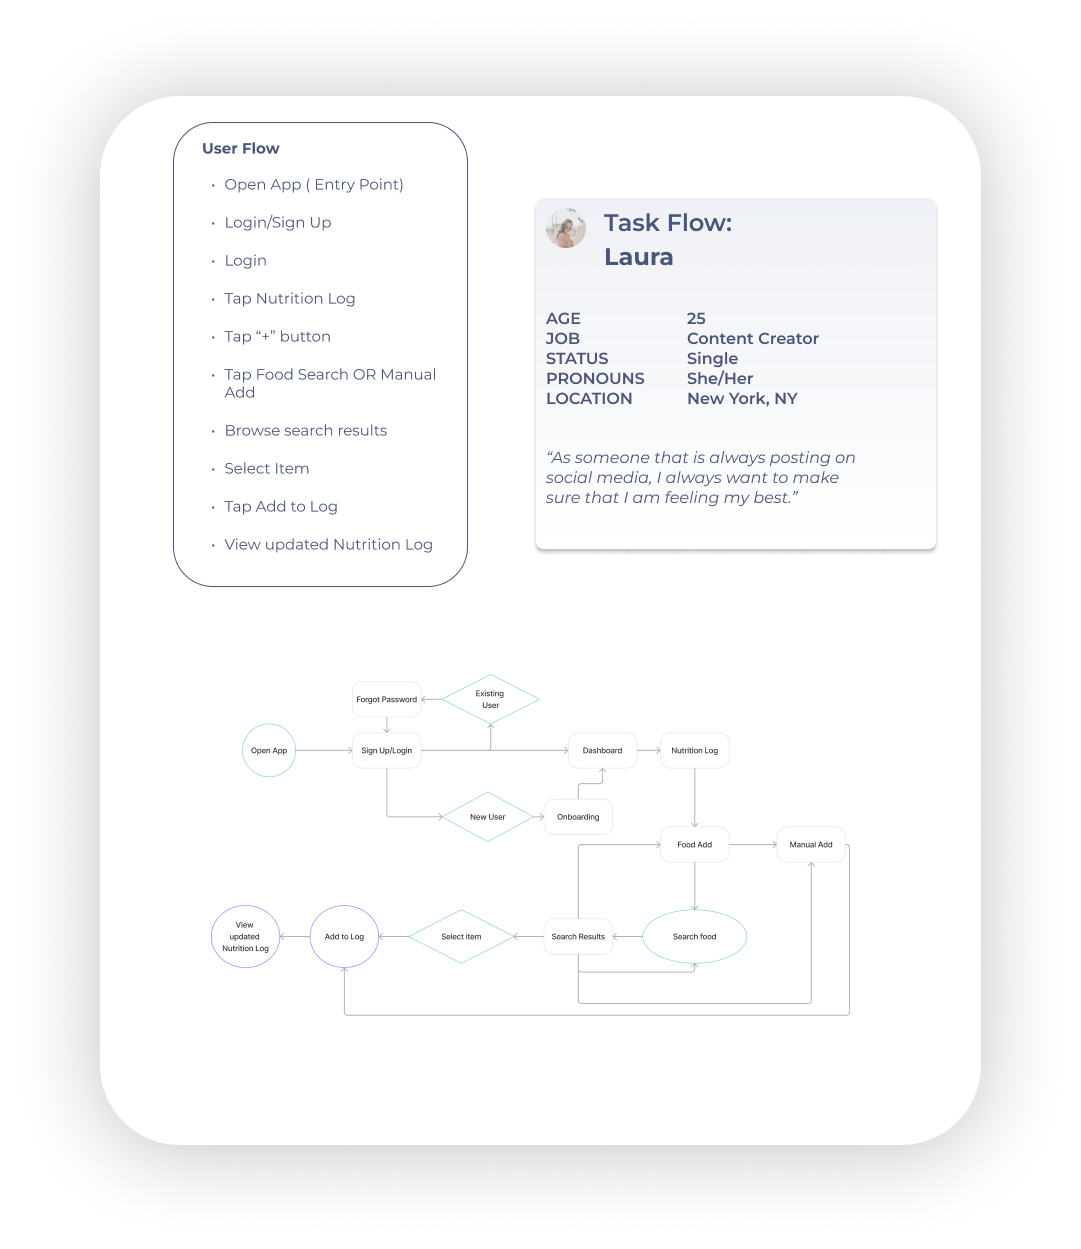 User Flow
• Open App ( Entry Point)
• Login/Sign Up
• Login
• Tap Nutrition Log
• Tap “+” button
• Tap Food Search OR Manual
Add
• Browse search results
• Select Item
• Tap Add to Log
• View updated Nutrition Log
Task Flow:
Laura
AGE 25
JOB Content Creator
STATUS Single
PRONOUNS She/Her
LOCATION New York, NY
“As someone that is always posting on
social media, I always want to make
sure that I am feeling my best.”
Forgot Password
Existing
User
Open App
Sign Up/Login
Dashboard
Nutrition Log
New User
Onboarding
Food Add
Manual Add
View
updated
Nutrition Log
Add to Log
Select item
Search Results
Search food